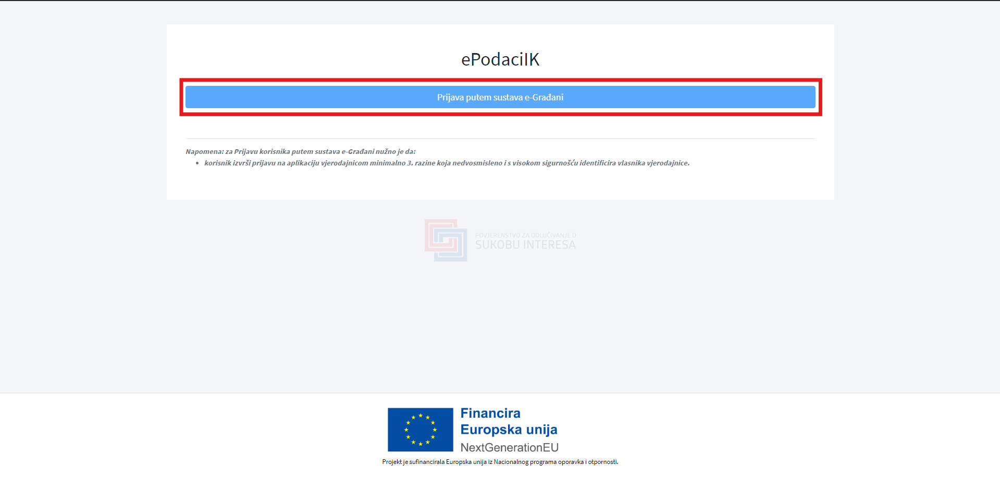 ePodaciIK
Prijava putem sustava e-Građani
Napomena: za Prijavu korisnika putem sustava e-Građani nužno je da:
• korisnik izvrši prijavu na aplikaciju vjerodajnicom minimalno 3. razine koja nedvosmisleno i s visokom sigurnošću identificira vlasnika vjerodajnice.
POVJERENSTVO ZA ODLUČIVANJE O
SUKOBU INTERESA
Financira
Europska unija
NextGenerationEU
Projekt je sufinancirala Europska unija iz Nacionalnog programa oporavka i otpornosti.